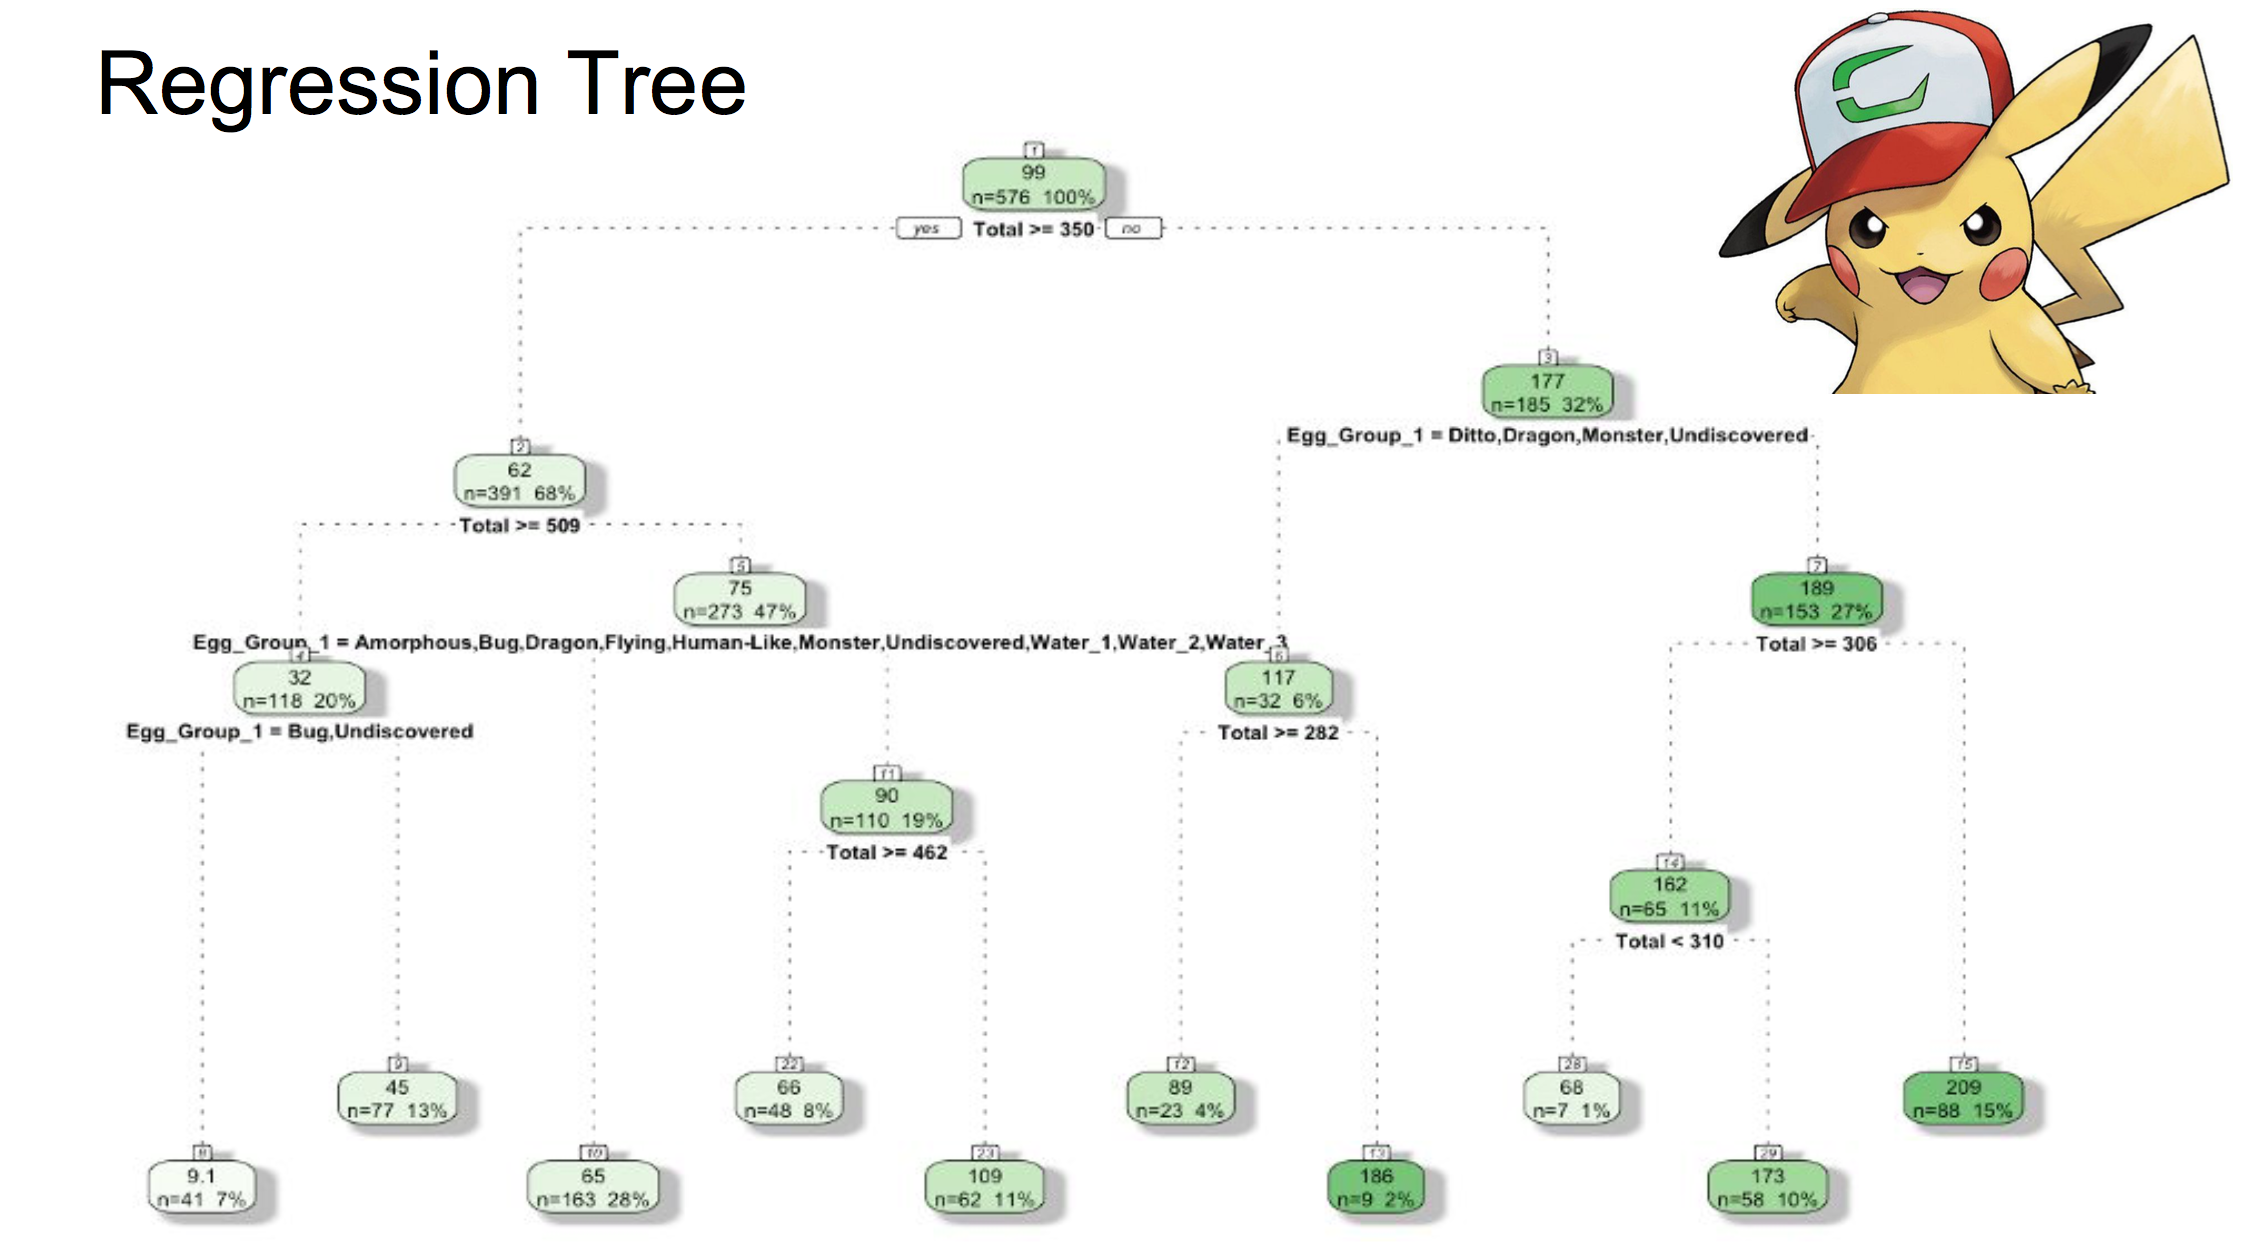 Regression Tree
1
99
n=576 100%
yes Total >= 350 no
3
177
n=185 32%
Egg_Group_1 = Ditto,Dragon,Monster,Undiscovered
2
62
n=391 68%
Total >= 509
5
75
n=273 47%
7
189
n=153 27%
Egg_Group_1 = Amorphous,Bug,Dragon,Flying,Human-Like,Monster,Undiscovered,Water_1,Water_2,Water_3
Total >= 306
4
32
n=118 20%
6
117
n=32 6%
Egg_Group_1 = Bug,Undiscovered
Total >= 282
11
90
n=110 19%
Total >= 462
14
162
n=65 11%
Total < 310
9
45
n=77 13%
22
66
n=48 8%
12
89
n=23 4%
28
68
n=7 1%
15
209
n=88 15%
8
9.1
n=41 7%
10
65
n=163 28%
23
109
n=62 11%
13
186
n=9 2%
29
173
n=58 10%